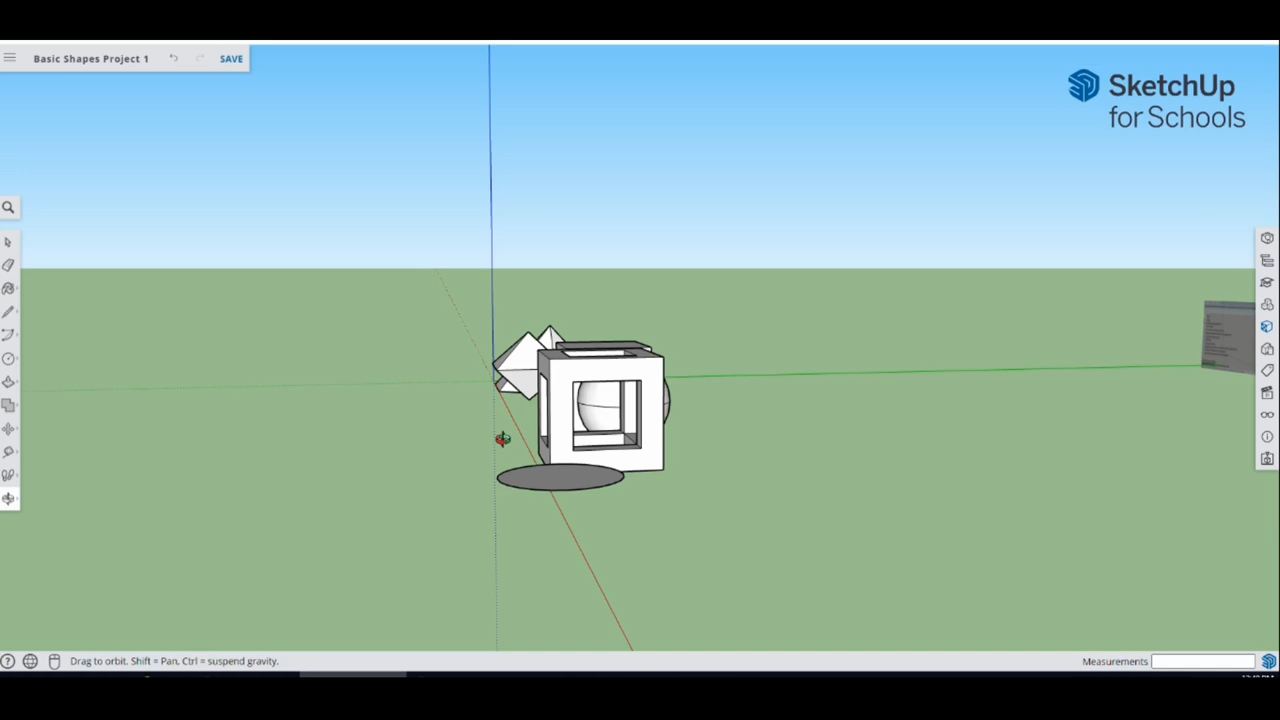 Basic Shapes Project 1 SAVE
SketchUp
for Schools
Drag to orbit. Shift = Pan, Ctrl = suspend gravity. Measurements